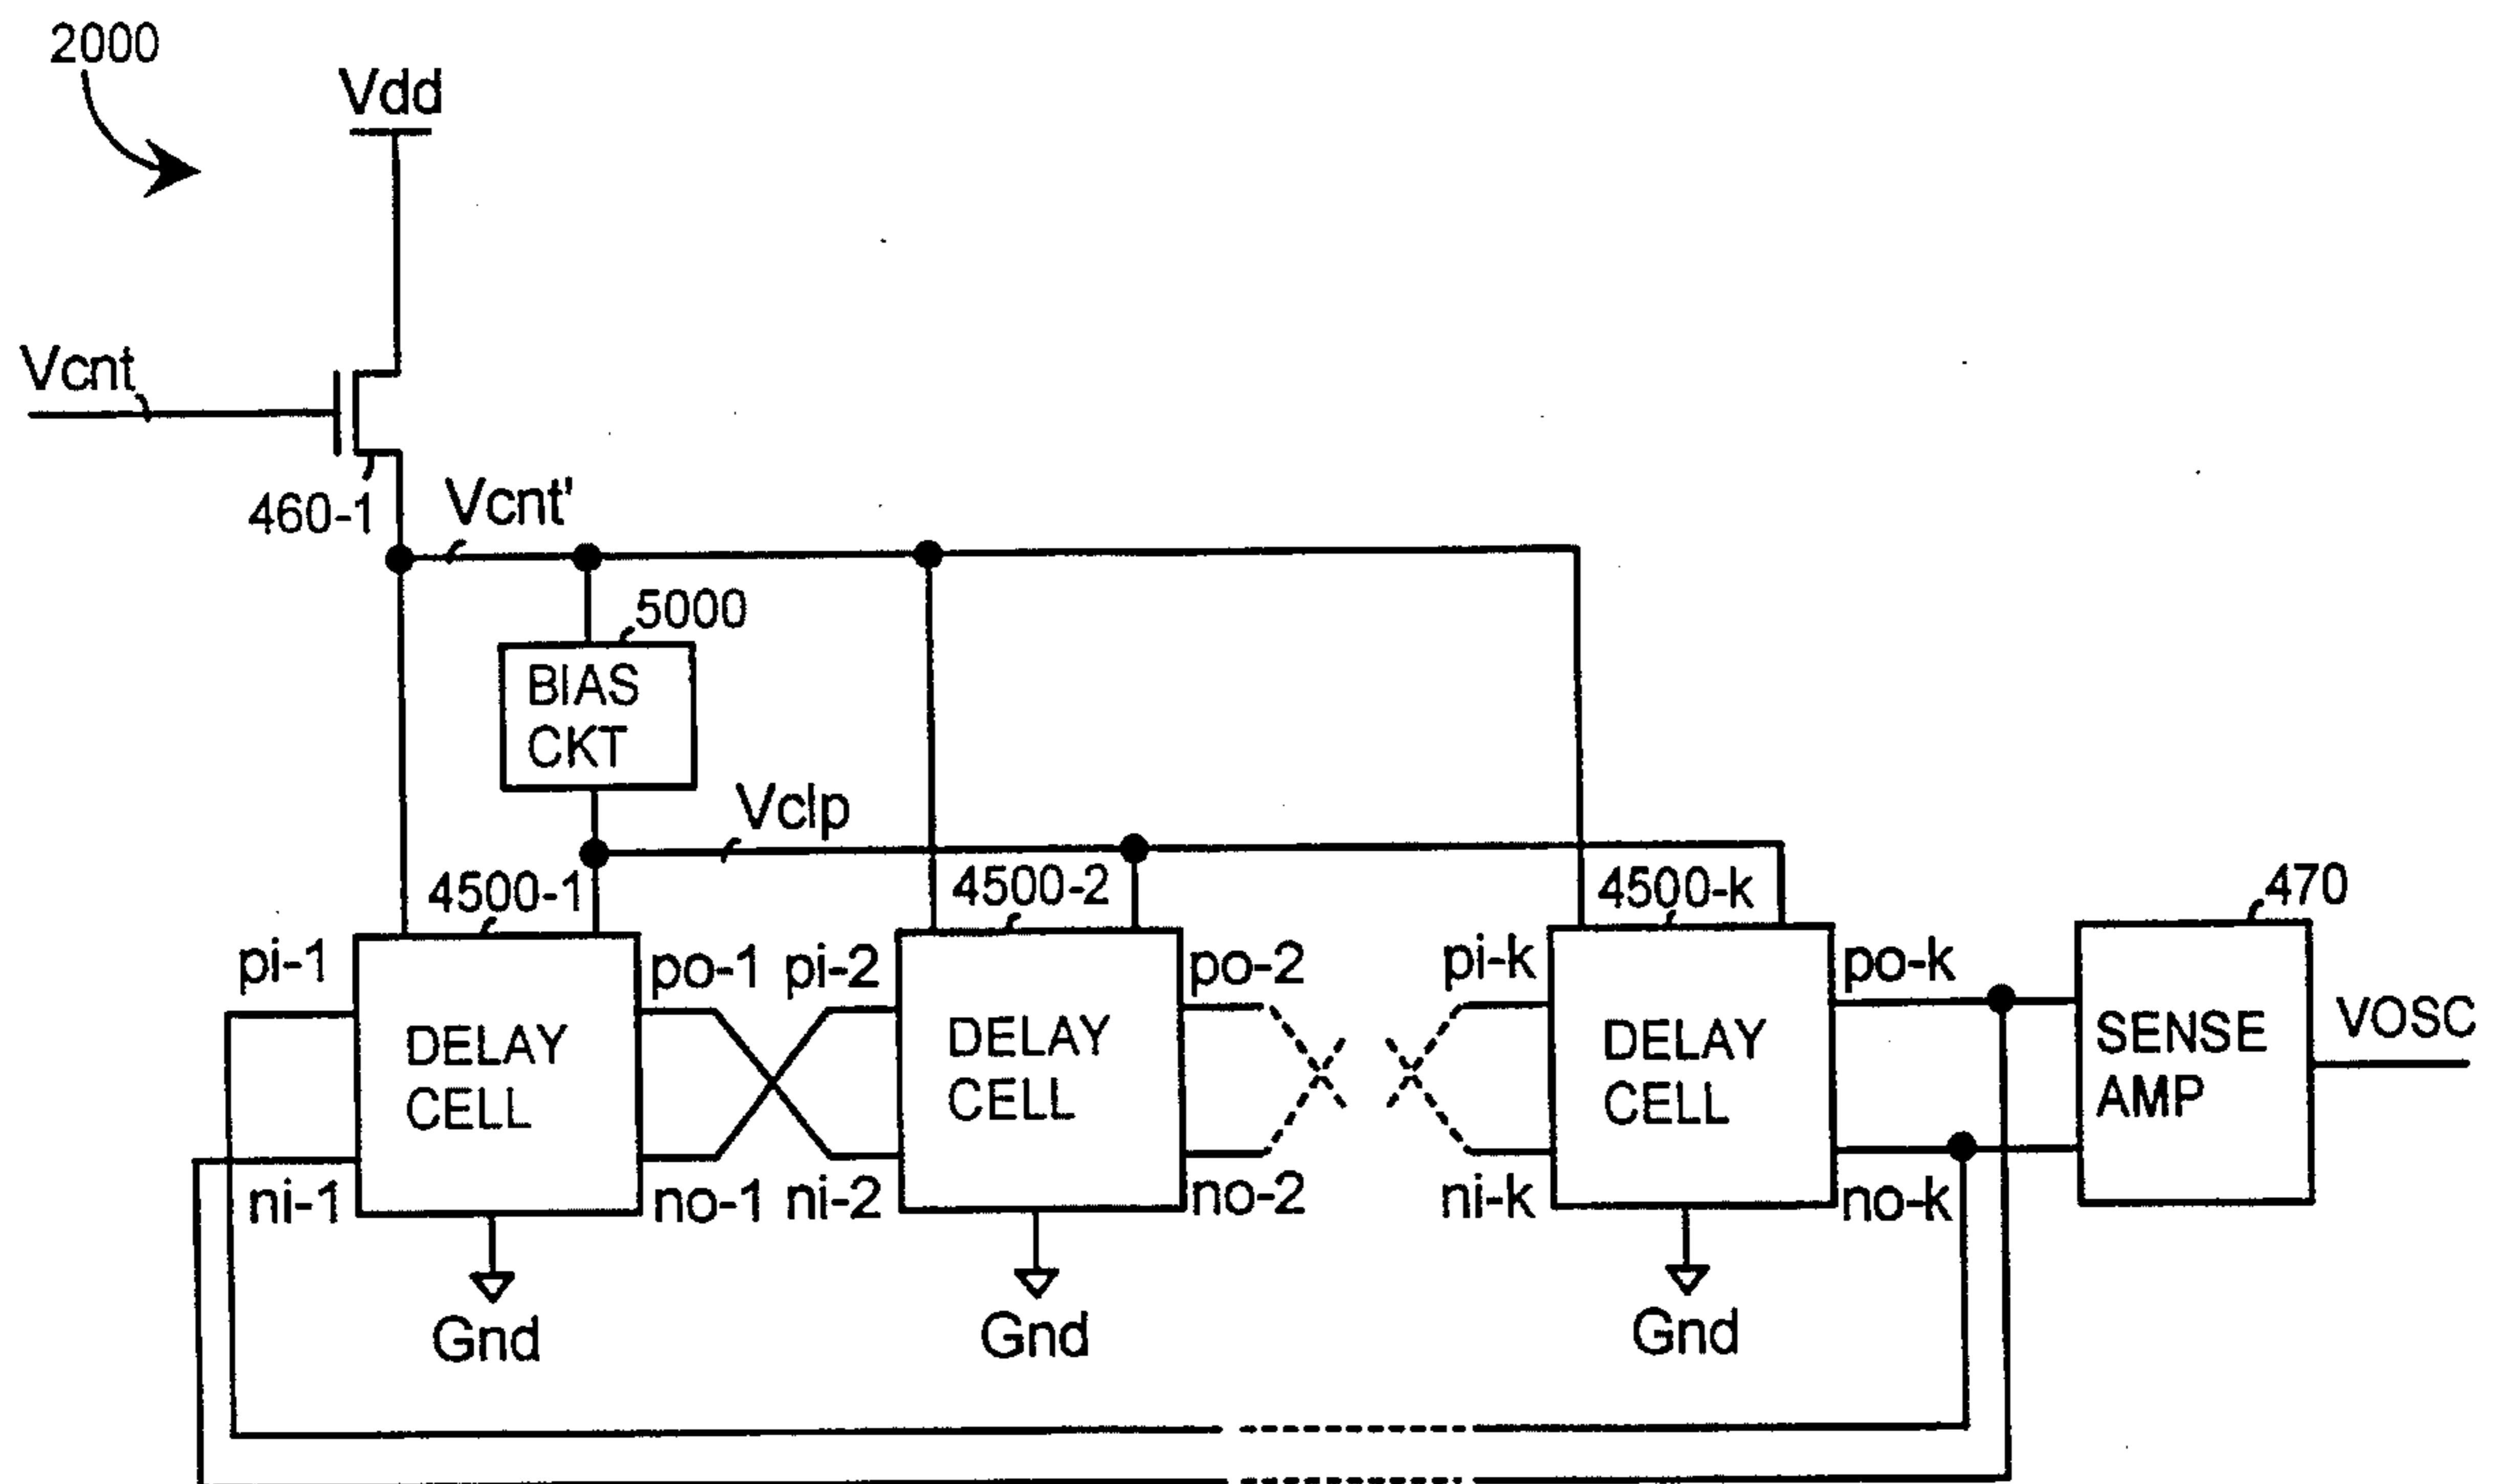 2000
Vdd
Vcnt
460-1
Vcnt'
5000
BIAS
CKT
Vclp
4500-1
4500-2
4500-k
470
pi-1
po-1
pi-2
po-2
pi-k
po-k
DELAY
CELL
DELAY
CELL
DELAY
CELL
SENSE
AMP
VOSC
ni-1
no-1
ni-2
no-2
ni-k
no-k
Gnd
Gnd
Gnd